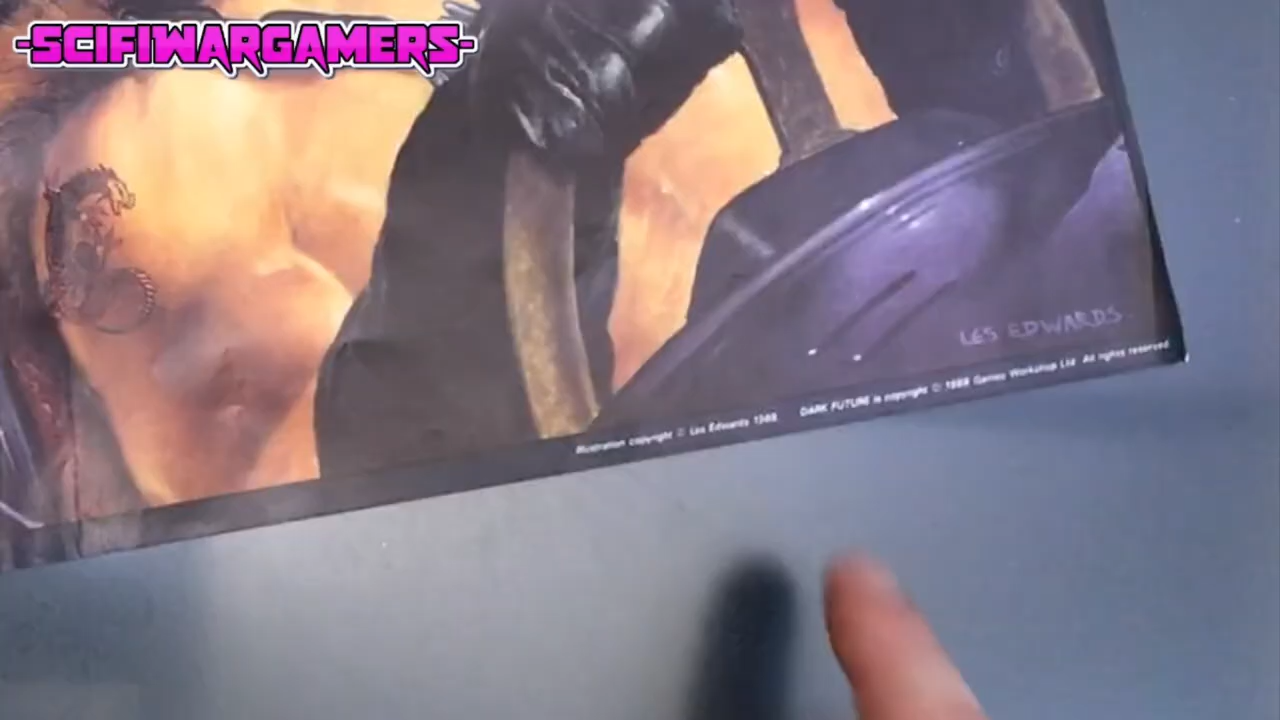 -SCIFIWARGAMERS-
LES EDWARDS
Illustration copyright © Les Edwards 1988 DARK FUTURE is copyright © 1988 Games Workshop Ltd All rights reserved